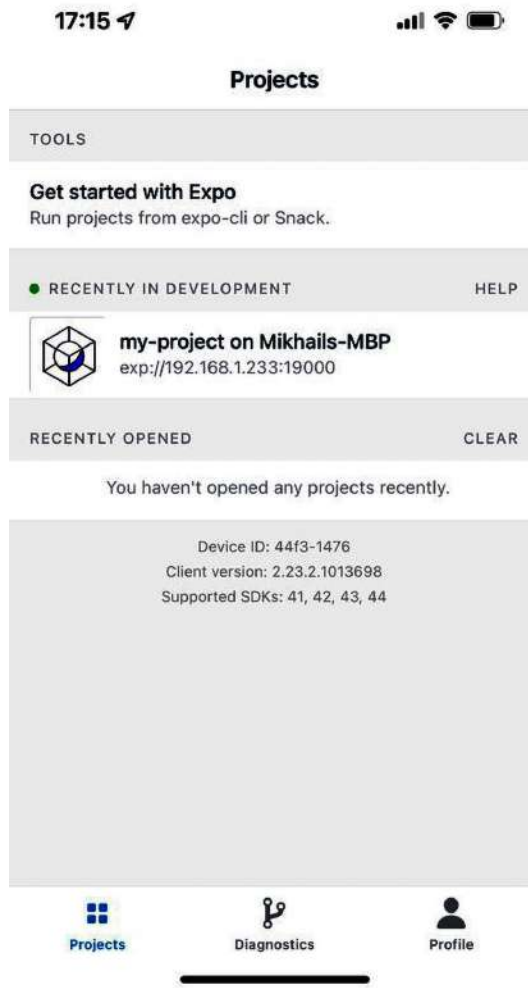 17:15
Projects
TOOLS
Get started with Expo
Run projects from expo-cli or Snack.
RECENTLY IN DEVELOPMENT HELP
my-project on Mikhails-MBP
exp://192.168.1.233:19000
RECENTLY OPENED CLEAR
You haven't opened any projects recently.
Device ID: 44f3-1476
Client version: 2.23.2.1013698
Supported SDKs: 41, 42, 43, 44
Projects Diagnostics Profile